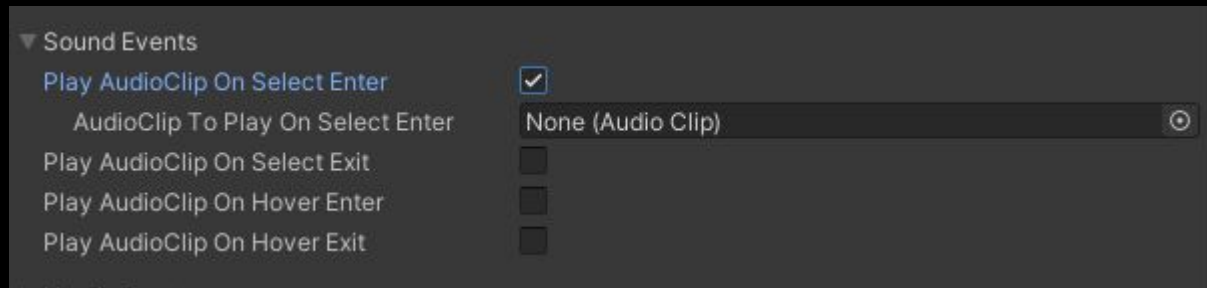 Sound Events
Play AudioClip On Select Enter
AudioClip To Play On Select Enter None (Audio Clip)
Play AudioClip On Select Exit
Play AudioClip On Hover Enter
Play AudioClip On Hover Exit